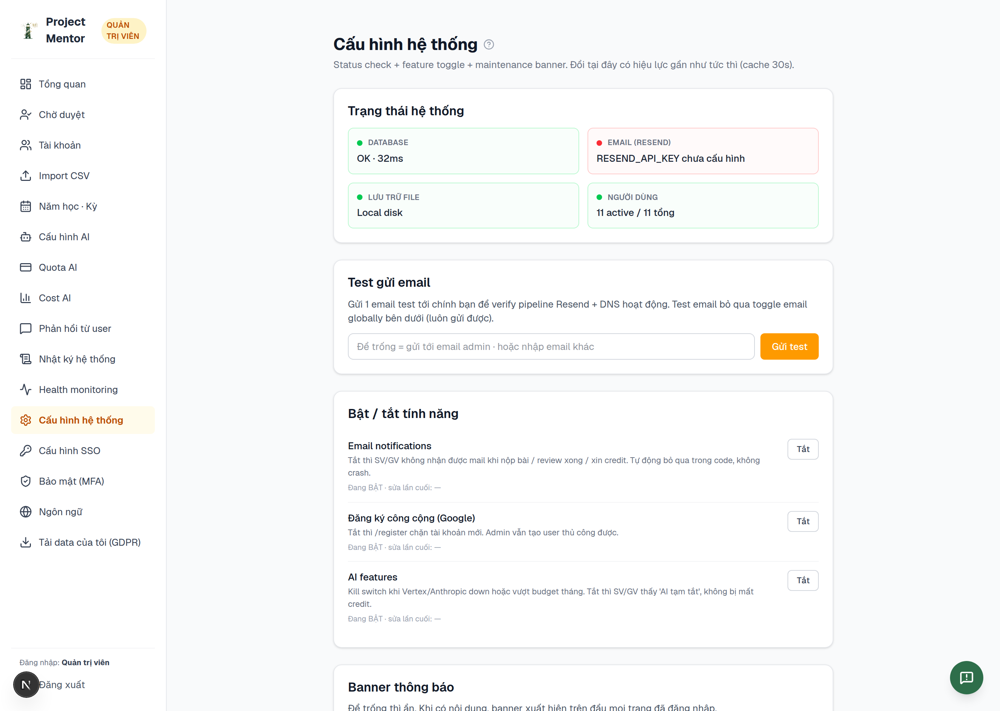 Project
Mentor
QUẢN
TRỊ VIÊN
Tổng quan
Chờ duyệt
Tài khoản
Import CSV
Năm học · Kỳ
Cấu hình AI
Quota AI
Cost AI
Phản hồi từ user
Nhật ký hệ thống
Health monitoring
Cấu hình hệ thống
Cấu hình SSO
Bảo mật (MFA)
Ngôn ngữ
Tải data của tôi (GDPR)
Đăng nhập: Quản trị viên
N
Đăng xuất
Cấu hình hệ thống
Status check + feature toggle + maintenance banner. Đổi tại đây có hiệu lực gần như tức thì (cache 30s).
Trạng thái hệ thống
DATABASE
OK · 32ms
EMAIL (RESEND)
RESEND_API_KEY chưa cấu hình
LƯU TRỮ FILE
Local disk
NGƯỜI DÙNG
11 active / 11 tổng
Test gửi email
Gửi 1 email test tới chính bạn để verify pipeline Resend + DNS hoạt động. Test email bỏ qua toggle email
globally bên dưới (luôn gửi được).
Để trống = gửi tới email admin · hoặc nhập email khác
Gửi test
Bật / tắt tính năng
Email notifications
Tắt
Tắt thì SV/GV không nhận được mail khi nộp bài / review xong / xin credit. Tự động bỏ qua trong code, không
crash.
Đang BẬT · sửa lần cuối: —
Đăng ký công cộng (Google)
Tắt
Tắt thì /register chặn tài khoản mới. Admin vẫn tạo user thủ công được.
Đang BẬT · sửa lần cuối: —
AI features
Tắt
Kill switch khi Vertex/Anthropic down hoặc vượt budget tháng. Tắt thì SV/GV thấy 'AI tạm tắt', không bị mất
credit.
Đang BẬT · sửa lần cuối: —
Banner thông báo
Để trống thì ẩn. Khi có nội dung, banner xuất hiện trên đầu mọi trang đã đăng nhập.